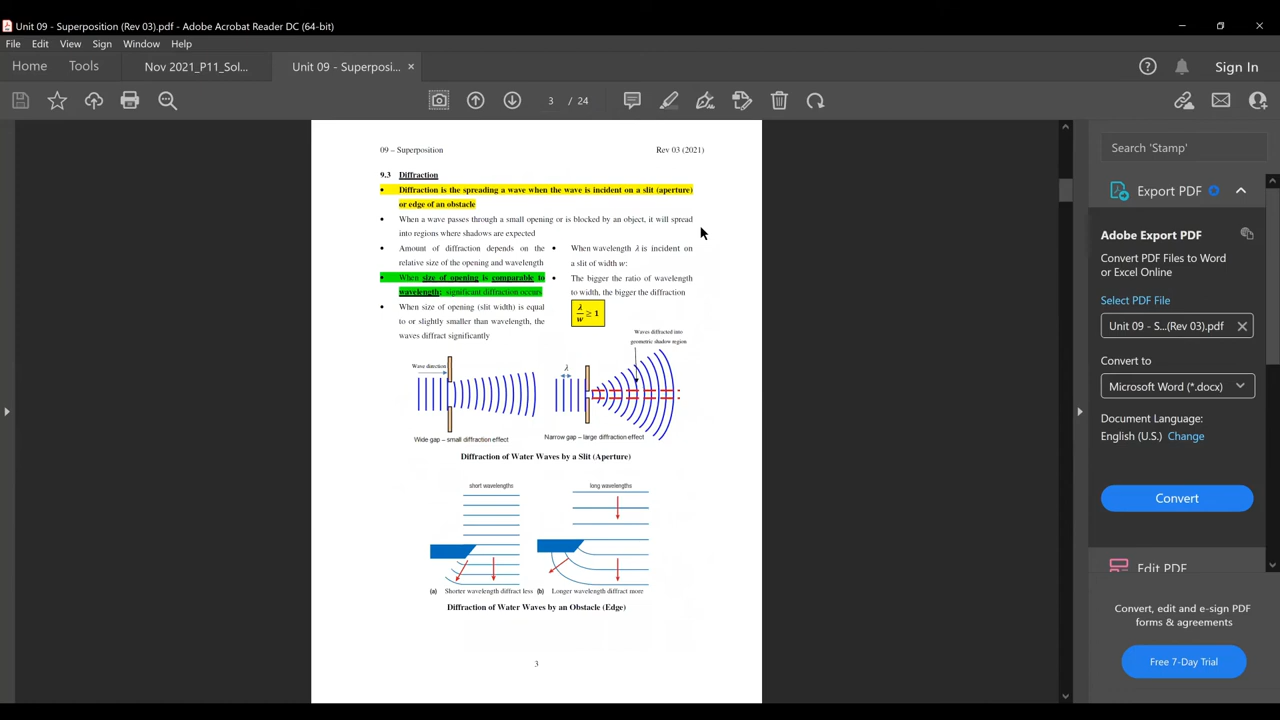 Unit 09 - Superposition (Rev 03).pdf - Adobe Acrobat Reader DC (64-bit)
File Edit View Sign Window Help
Home Tools Nov 2021_P11_Sol... Unit 09 - Superposi... × Sign In
3 / 24
09 – Superposition Rev 03 (2021)
9.3 Diffraction
• Diffraction is the spreading a wave when the wave is incident on a slit (aperture)
or edge of an obstacle
• When a wave passes through a small opening or is blocked by an object, it will spread
into regions where shadows are expected
• Amount of diffraction depends on the
relative size of the opening and wavelength
• When size of opening is comparable to
wavelength; significant diffraction occurs
• When size of opening (slit width) is equal
to or slightly smaller than wavelength, the
waves diffract significantly
• When wavelength λ is incident on
a slit of width w:
• The bigger the ratio of wavelength
to width, the bigger the diffraction
λ/w ≥ 1
Waves diffracted into
geometric shadow region
Wave direction
λ
Wide gap – small diffraction effect
Narrow gap – large diffraction effect
Diffraction of Water Waves by a Slit (Aperture)
short wavelengths
long wavelengths
(a) Shorter wavelength diffract less
(b) Longer wavelength diffract more
Diffraction of Water Waves by an Obstacle (Edge)
3
Search 'Stamp'
Export PDF
Adobe Export PDF
Convert PDF Files to Word
or Excel Online
Select PDF File
Un - S...n (Rev 03).pdf
Convert to
Microsoft Word (*.docx)
Document Language:
English (U.S.) Change
Convert
Edit PDF
Convert, edit and e-sign PDF
forms & agreements
Free 7-Day Trial